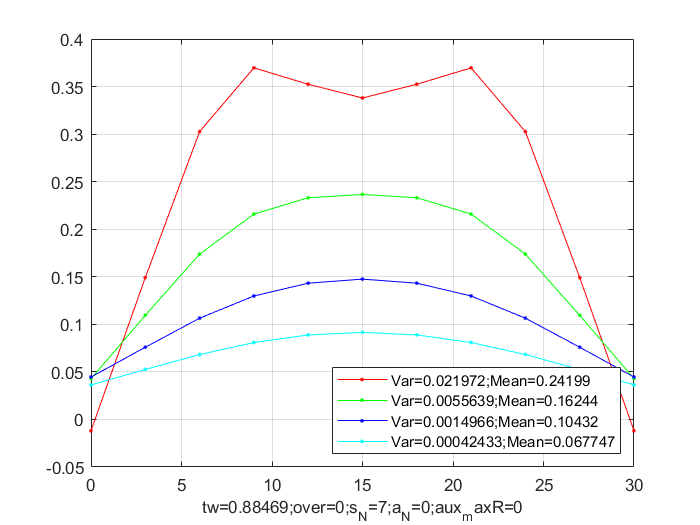 0.4
0.35
0.3
0.25
0.2
0.15
0.1
0.05
0
-0.05
Var=0.021972;Mean=0.24199
Var=0.0055639;Mean=0.16244
Var=0.0014966;Mean=0.10432
Var=0.00042433;Mean=0.067747
0 5 10 15 20 25 30
tw=0.88469;over=0;s_N=7;a_N=0;aux_maxR=0